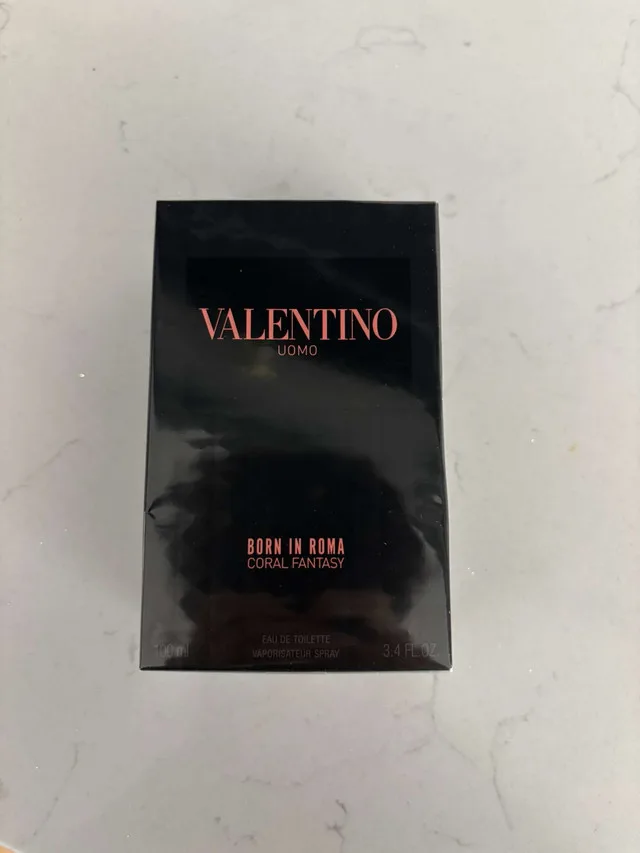 VALENTINO
UOMO
BORN IN ROMA
CORAL FANTASY
EAU DE TOILETTE
VAPORISATEUR SPRAY
100 ml 3.4 FL.OZ